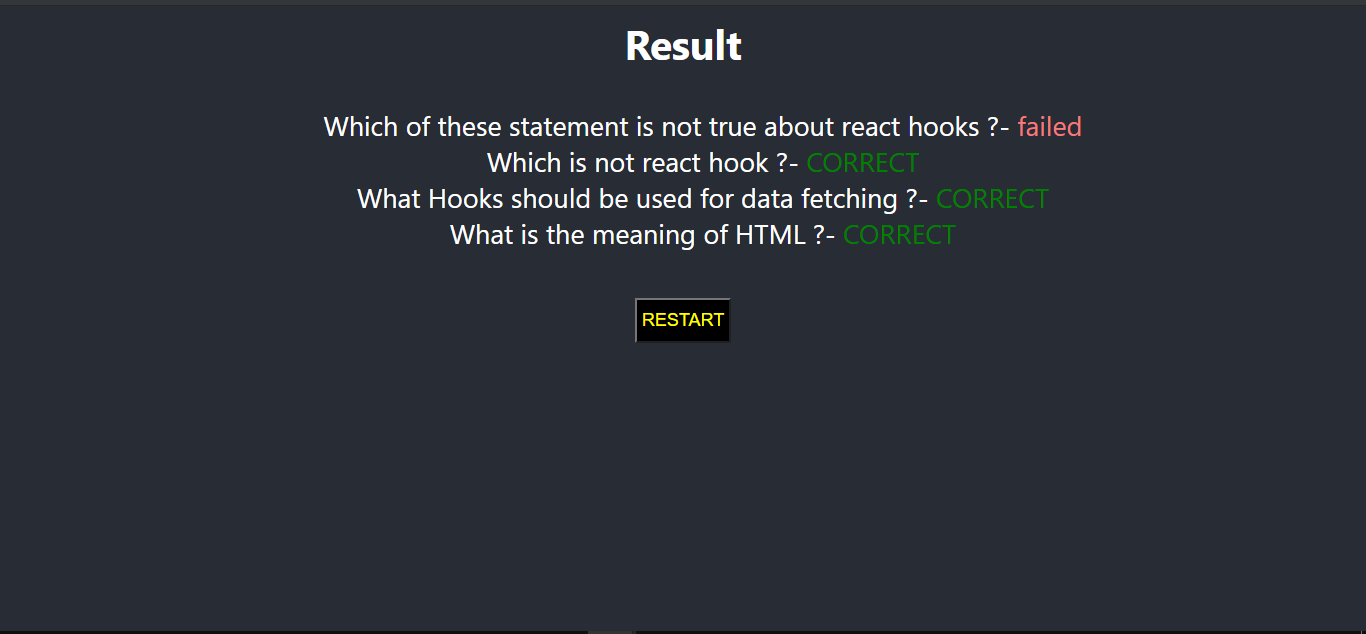 Result
Which of these statement is not true about react hooks ?- failed
Which is not react hook ?- CORRECT
What Hooks should be used for data fetching ?- CORRECT
What is the meaning of HTML ?- CORRECT
RESTART